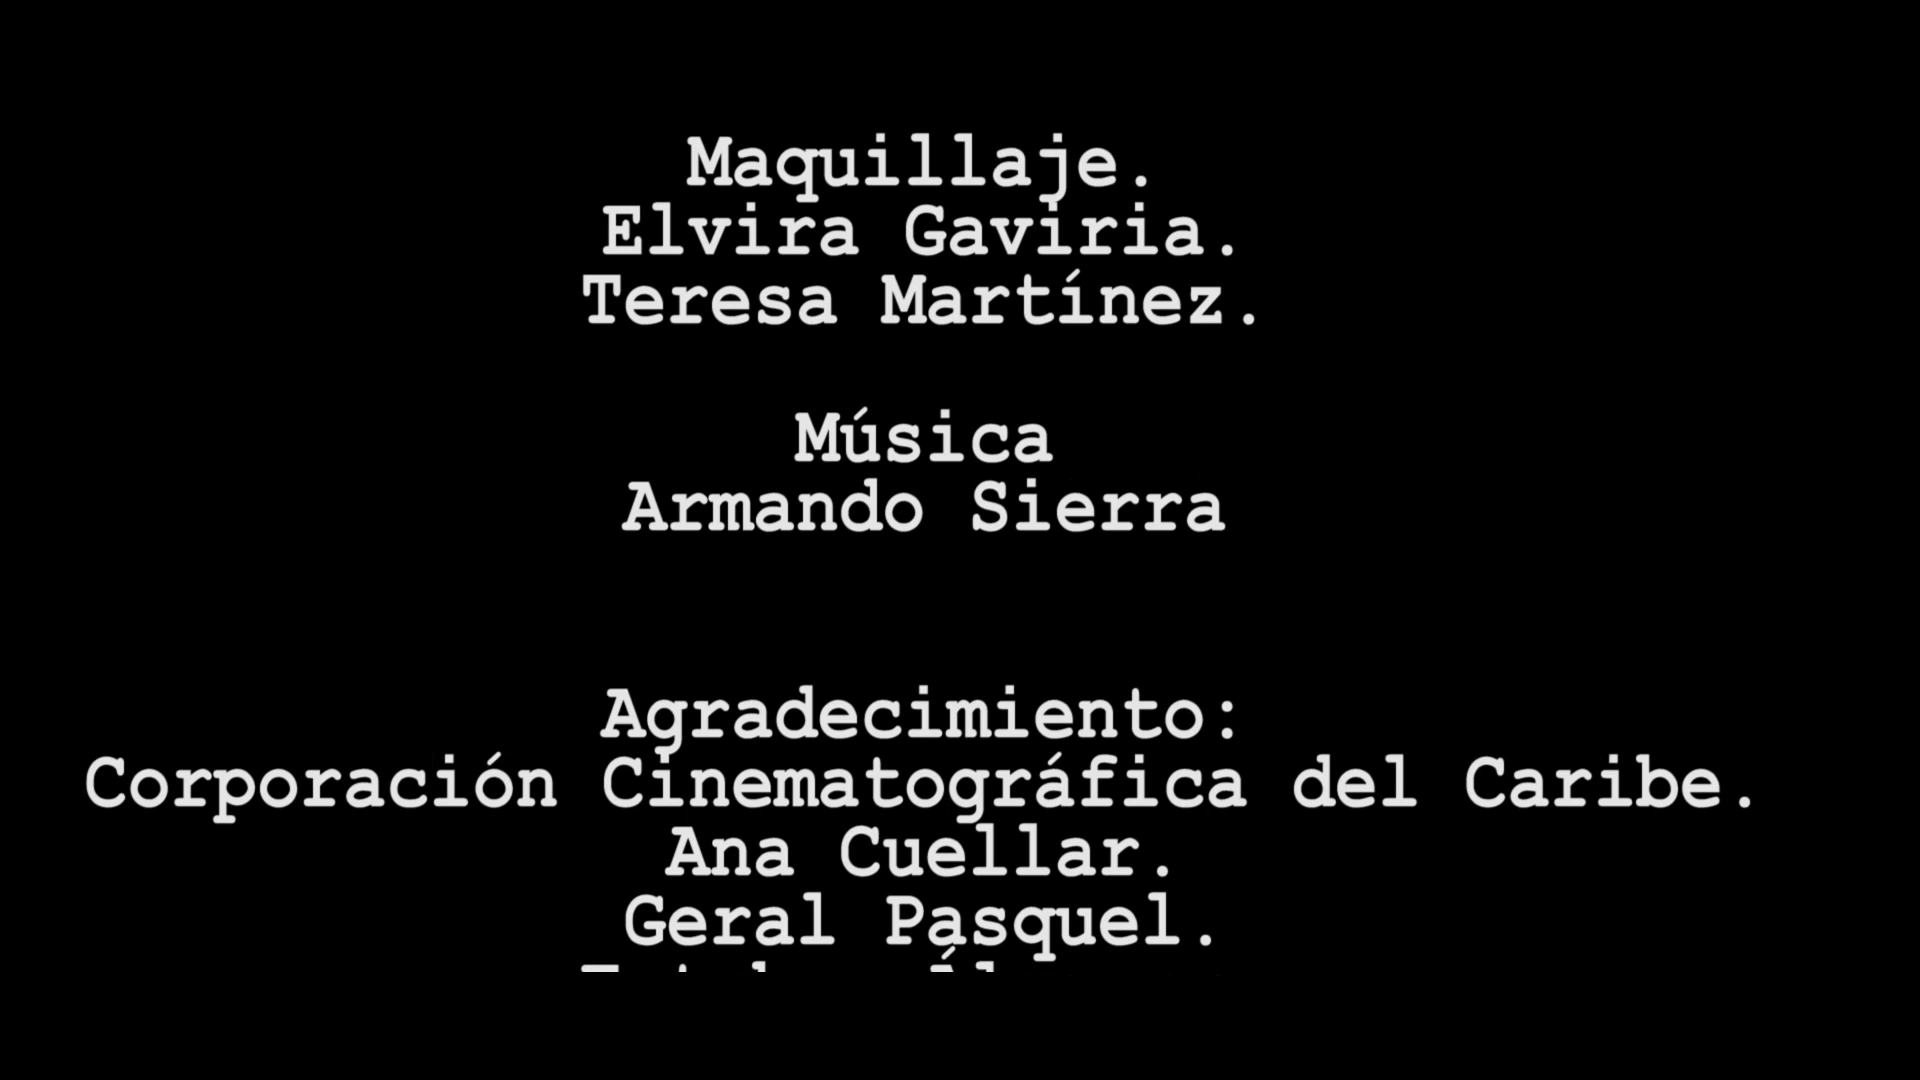 Maquillaje.
Elvira Gaviria.
Teresa Martínez.
Música
Armando Sierra
Agradecimiento:
Corporación Cinematográfica del Caribe.
Ana Cuellar.
Geral Pasquel.